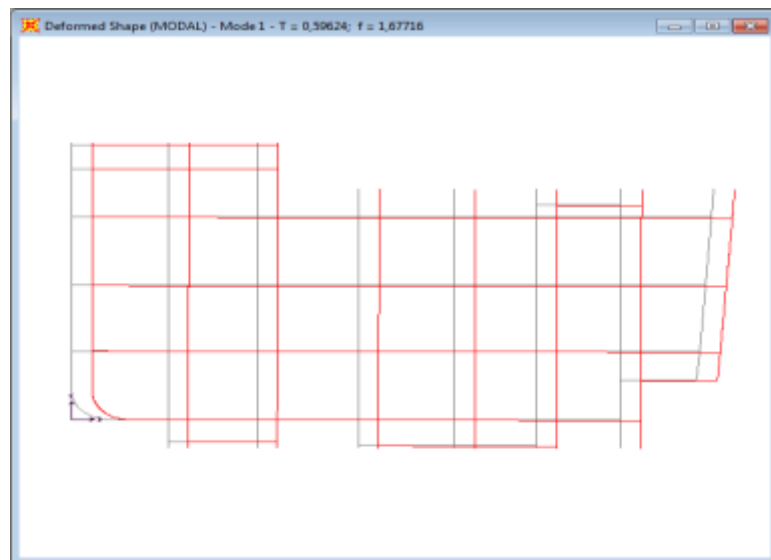 Deformed Shape (MODAL) - Mode 1 - T = 0,59624; f = 1,67716